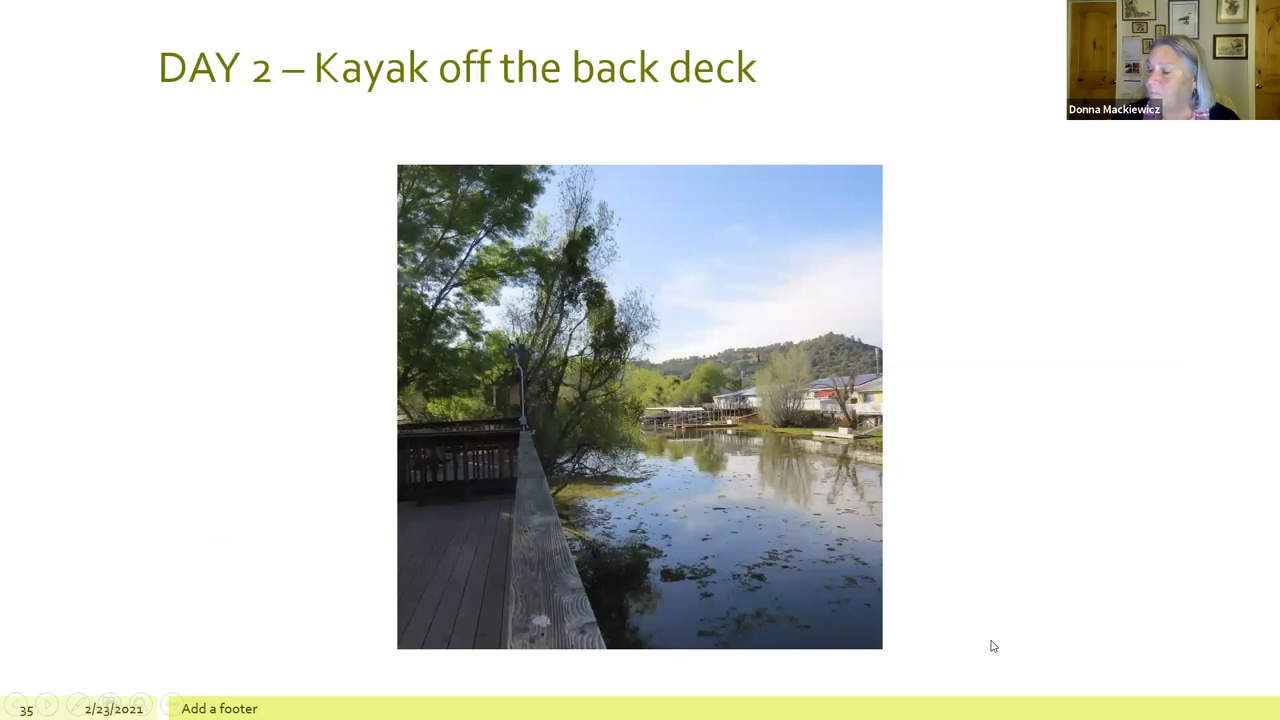 DAY 2 – Kayak off the back deck
Donna Mackiewicz
35
2/23/2021
Add a footer